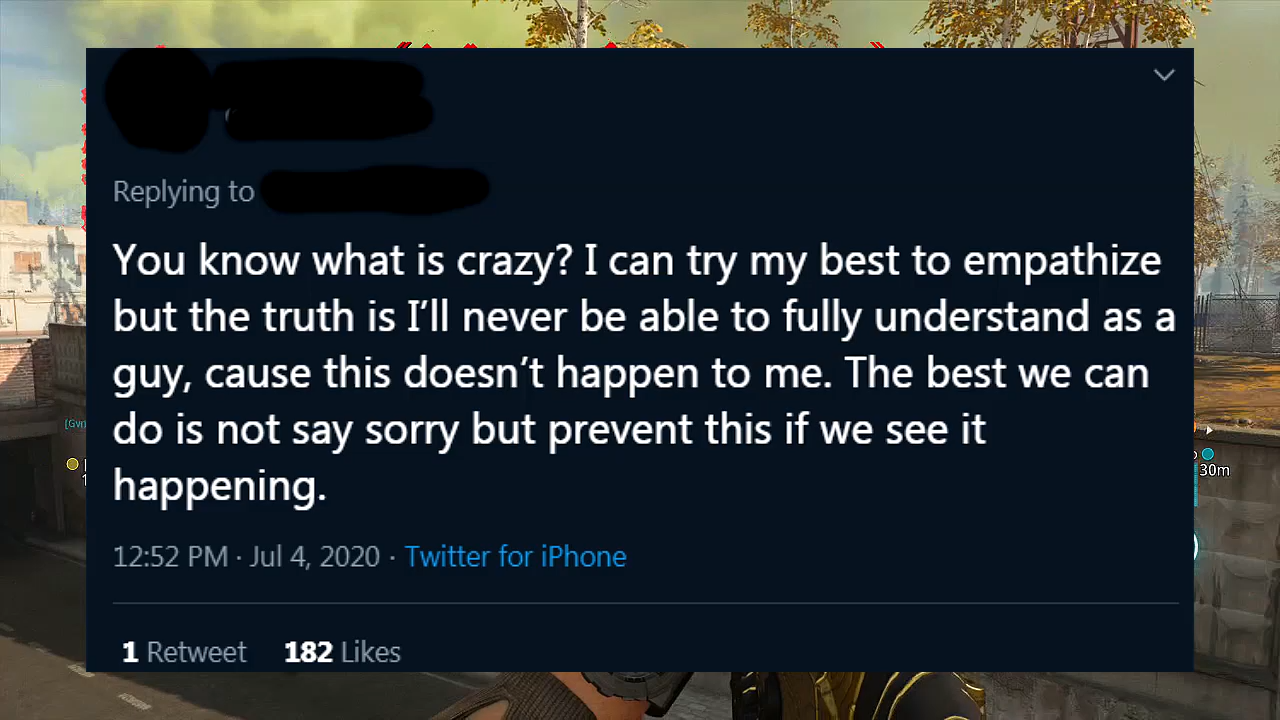 Replying to
You know what is crazy? I can try my best to empathize
but the truth is I’ll never be able to fully understand as a
guy, cause this doesn’t happen to me. The best we can
do is not say sorry but prevent this if we see it
happening.
12:52 PM · Jul 4, 2020 · Twitter for iPhone
1 Retweet 182 Likes
30m